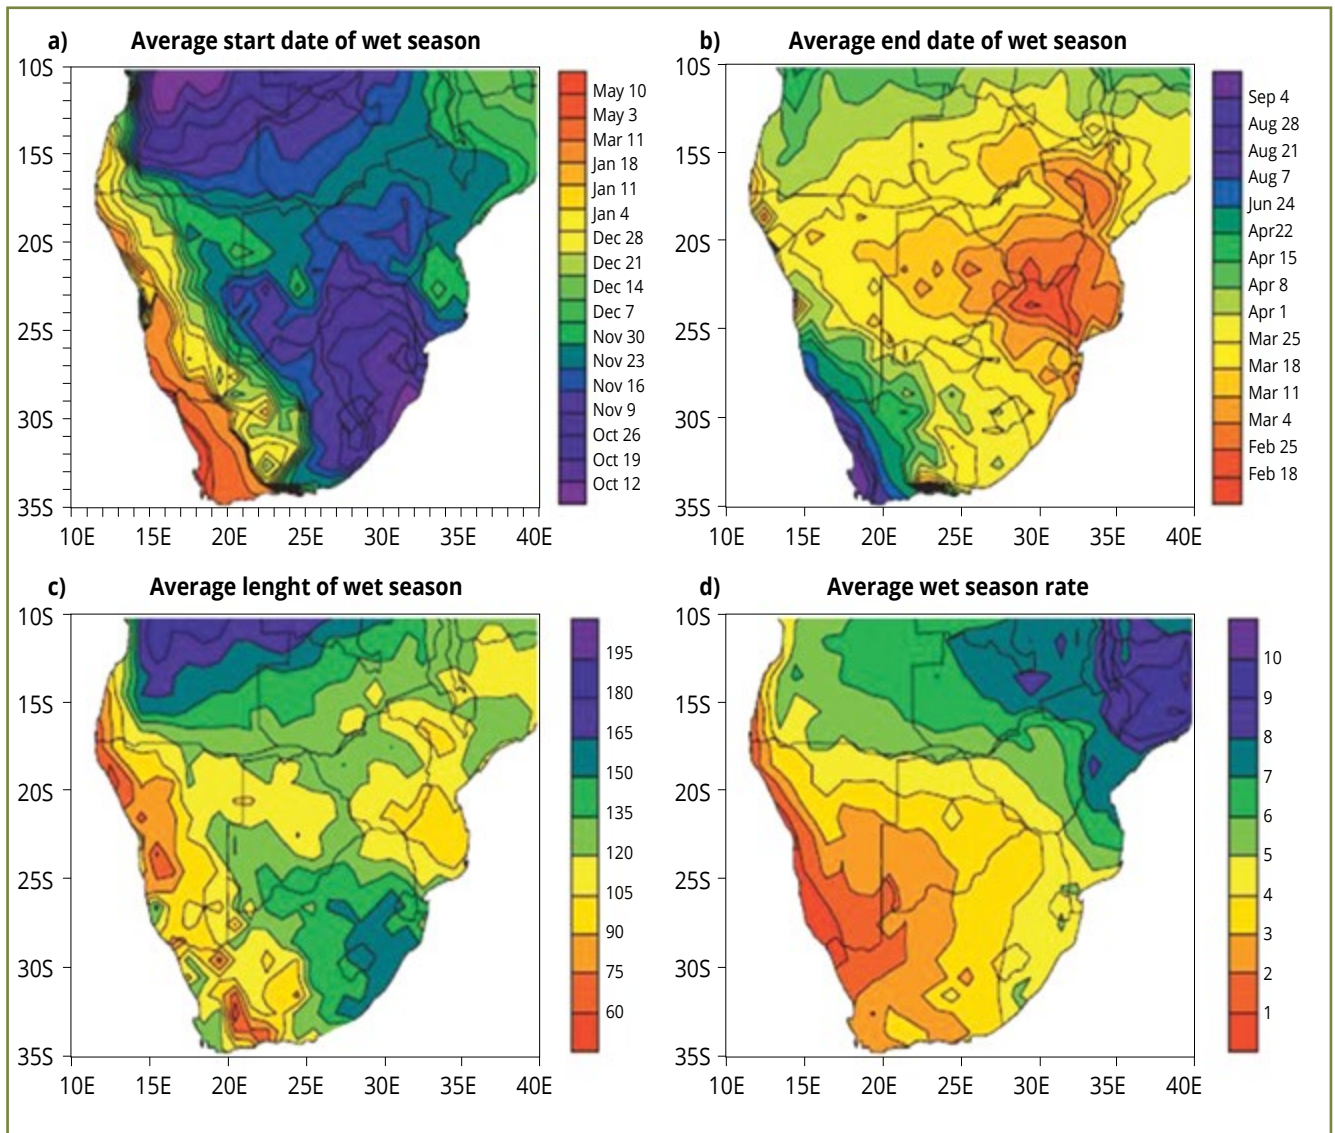 a) Average start date of wet season
10S
15S
20S
25S
30S
35S
10E 15E 20E 25E 30E 35E 40E
May 10
May 3
Mar 11
Jan 18
Jan 11
Jan 4
Dec 28
Dec 21
Dec 14
Dec 7
Nov 30
Nov 23
Nov 16
Nov 9
Oct 26
Oct 19
Oct 12
b) Average end date of wet season
10S
15S
20S
25S
30S
35S
10E 15E 20E 25E 30E 35E 40E
Sep 4
Aug 28
Aug 21
Aug 7
Jun 24
Apr22
Apr 15
Apr 8
Apr 1
Mar 25
Mar 18
Mar 11
Mar 4
Feb 25
Feb 18
c) Average lenght of wet season
10S
15S
20S
25S
30S
35S
10E 15E 20E 25E 30E 35E 40E
195
180
165
150
135
120
105
90
75
60
d) Average wet season rate
10S
15S
20S
25S
30S
35S
10E 15E 20E 25E 30E 35E 40E
10
9
8
7
6
5
4
3
2
1